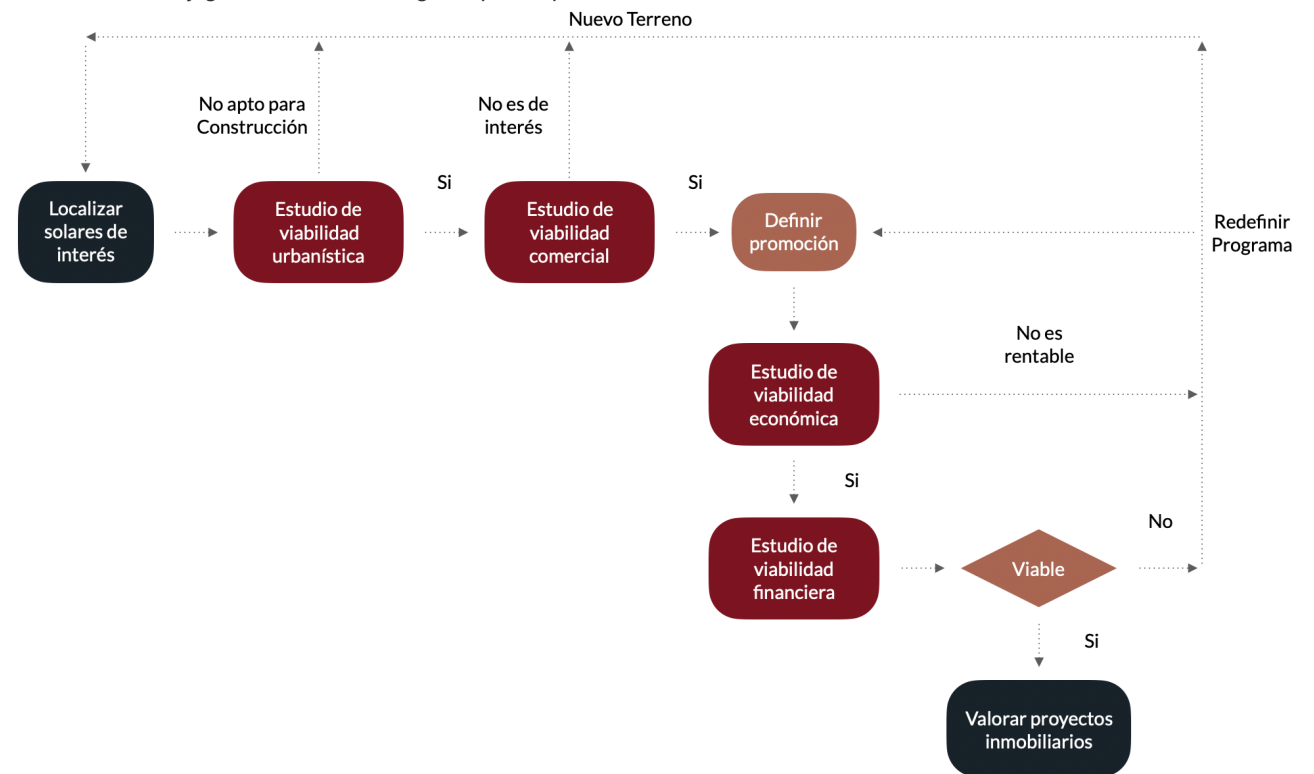 Nuevo Terreno
No apto para
Construcción
No es de
interés
Localizar
solares de
interés
Estudio de
viabilidad
urbanística
Si
Estudio de
viabilidad
comercial
Si
Definir
promoción
Redefinir
Programa
No es
rentable
Estudio de
viabilidad
económica
Si
Estudio de
viabilidad
financiera
Viable
No
Si
Valorar proyectos
inmobiliarios